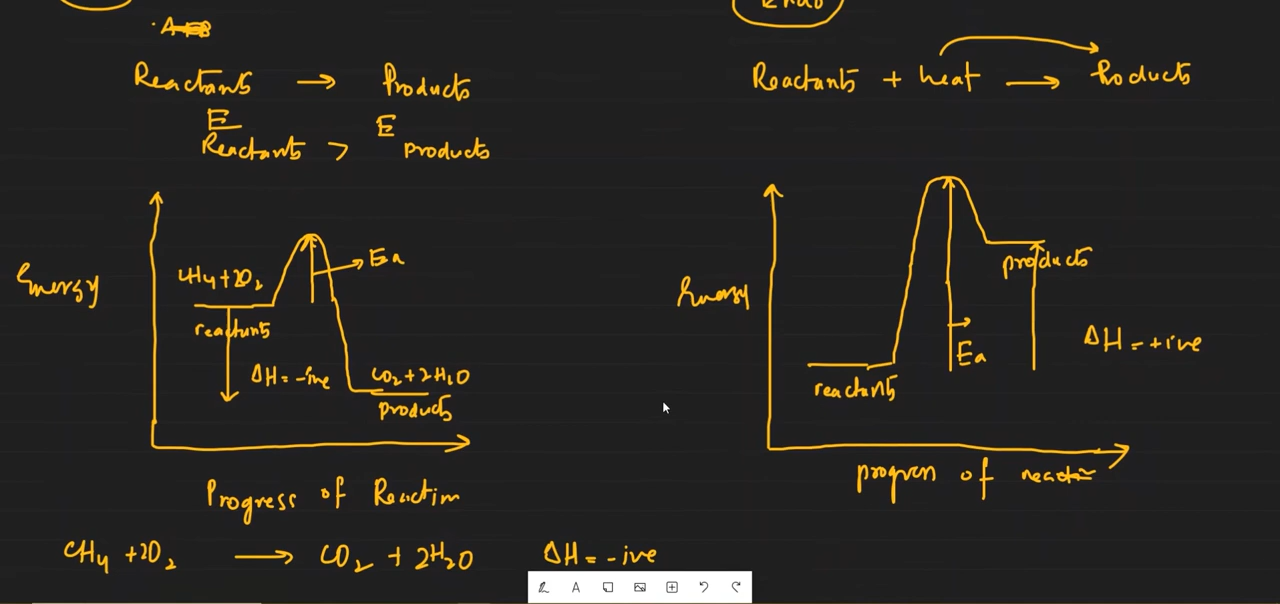 Reactants → Products
E Reactants > E products
Energy
CH4 + 2O2
reactants
Ea
ΔH = -ive
CO2 + 2H2O
products
Progress of Reaction
CH4 + 2O2 → CO2 + 2H2O ΔH = -ive
Endo
Reactants + heat → Products
Energy
products
Ea
ΔH = +ive
reactants
progress of reaction